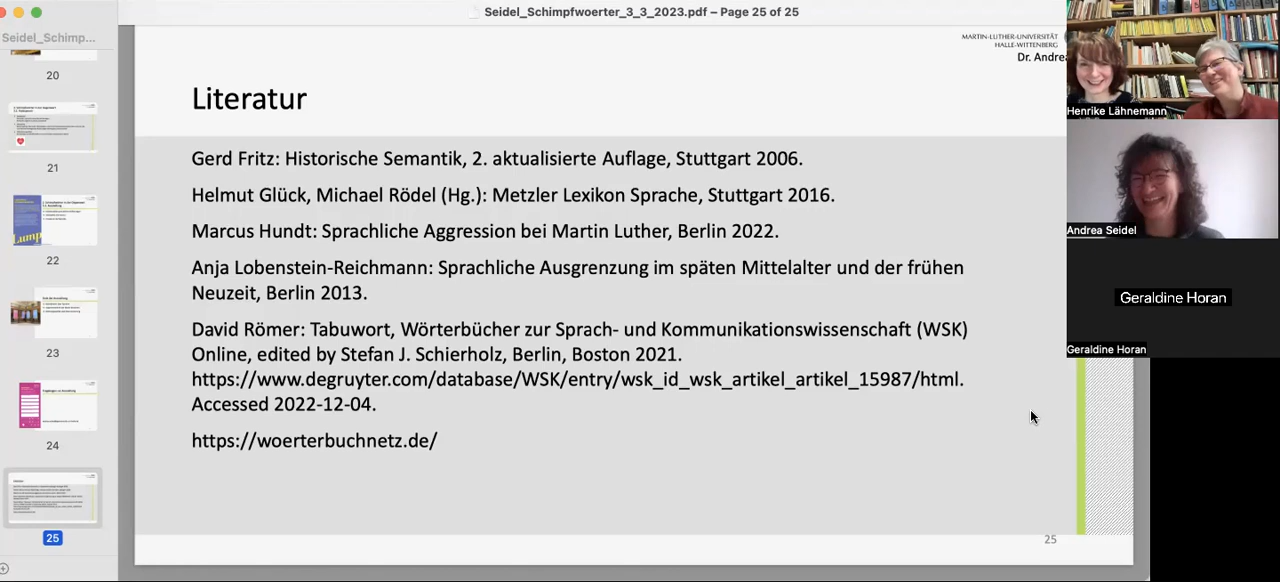 Seidel_Schimpfwoerter_3_3_2023.pdf – Page 25 of 25
Seidel_Schimp...
20
21
22
Lump
23
24
25
MARTIN-LUTHER-UNIVERSITÄT
HALLE-WITTENBERG
Dr. Andrea
Literatur
Gerd Fritz: Historische Semantik, 2. aktualisierte Auflage, Stuttgart 2006.
Helmut Glück, Michael Rödel (Hg.): Metzler Lexikon Sprache, Stuttgart 2016.
Marcus Hundt: Sprachliche Aggression bei Martin Luther, Berlin 2022.
Anja Lobenstein-Reichmann: Sprachliche Ausgrenzung im späten Mittelalter und der frühen
Neuzeit, Berlin 2013.
David Römer: Tabuwort, Wörterbücher zur Sprach- und Kommunikationswissenschaft (WSK)
Online, edited by Stefan J. Schierholz, Berlin, Boston 2021.
https://www.degruyter.com/database/WSK/entry/wsk_id_wsk_artikel_artikel_15987/html.
Accessed 2022-12-04.
https://woerterbuchnetz.de/
25
Henrike Lähnemann
Andrea Seidel
Geraldine Horan
Geraldine Horan